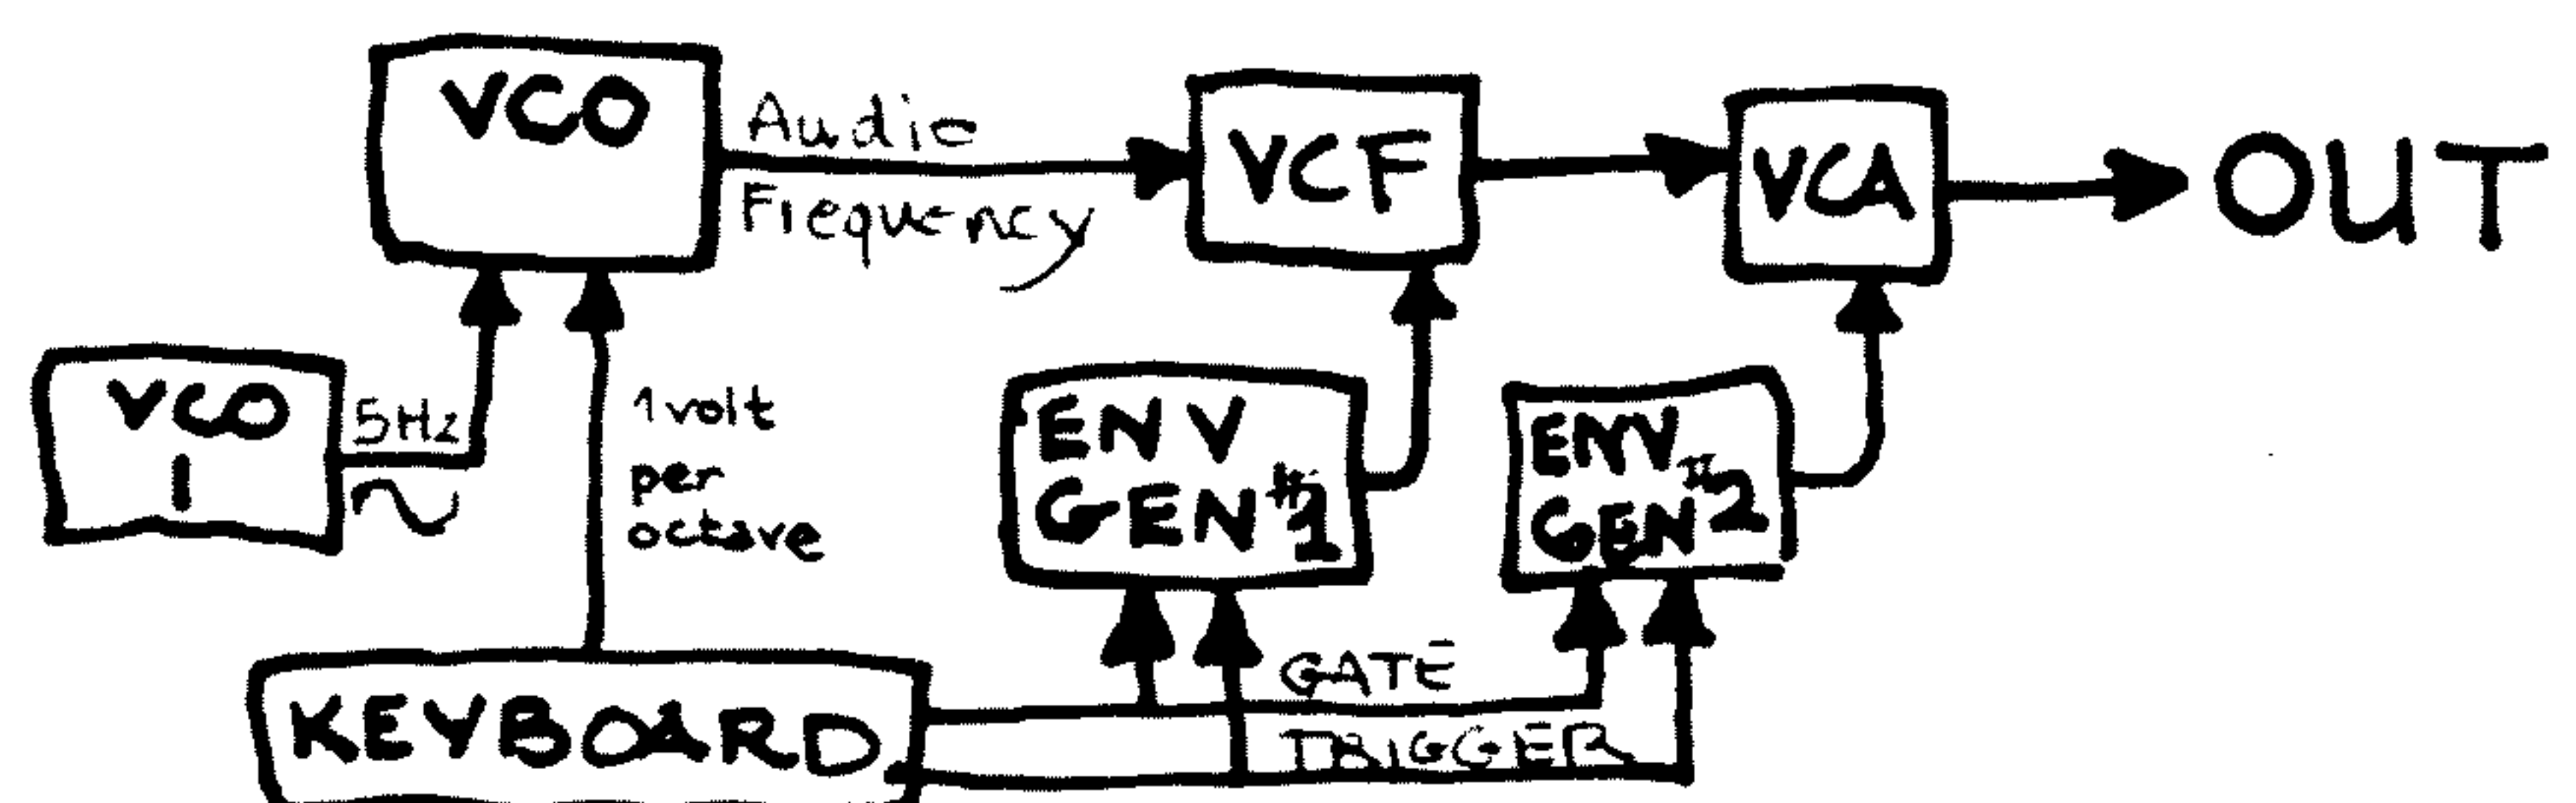 VCO
Audio
Frequency
VCF
VCA
OUT
VCO
1
5Hz
1 volt
per
octave
ENV
GEN #1
ENV
GEN #2
KEYBOARD
GATE
TRIGGER